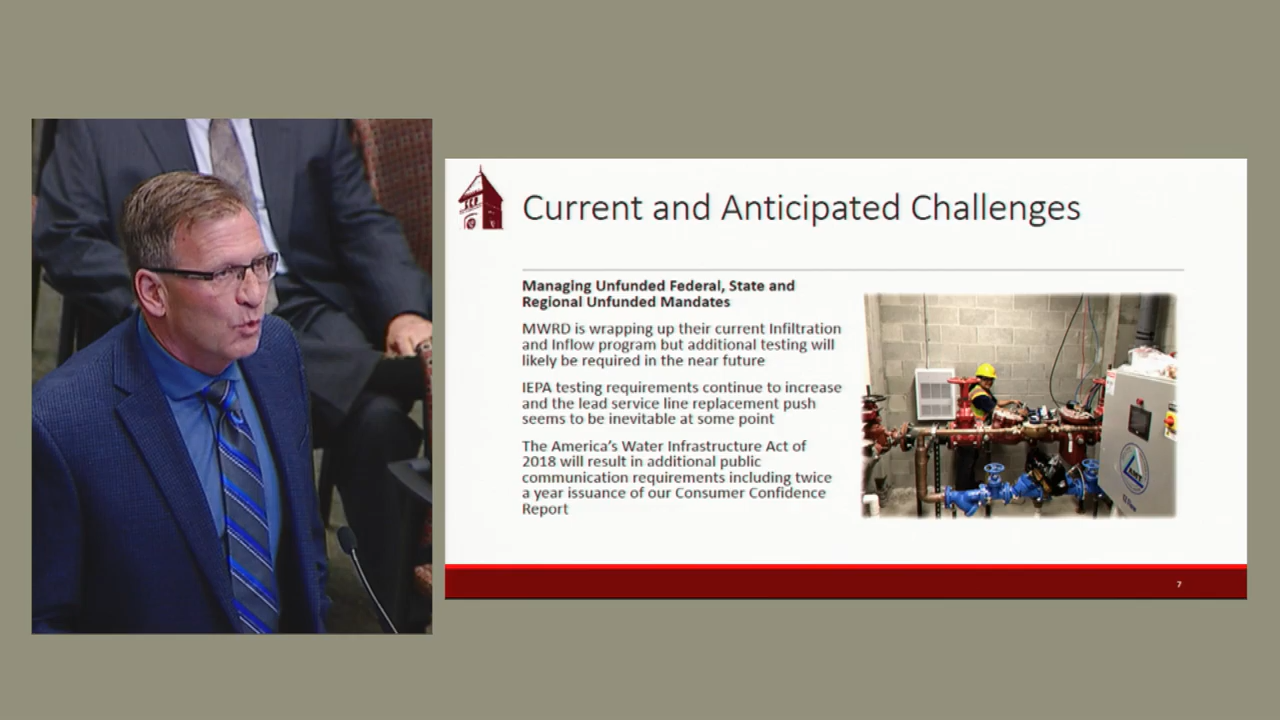 Current and Anticipated Challenges
Managing Unfunded Federal, State and
Regional Unfunded Mandates
MWRD is wrapping up their current Infiltration
and Inflow program but additional testing will
likely be required in the near future
IEPA testing requirements continue to increase
and the lead service line replacement push
seems to be inevitable at some point
The America's Water Infrastructure Act of
2018 will result in additional public
communication requirements including twice
a year issuance of our Consumer Confidence
Report
7